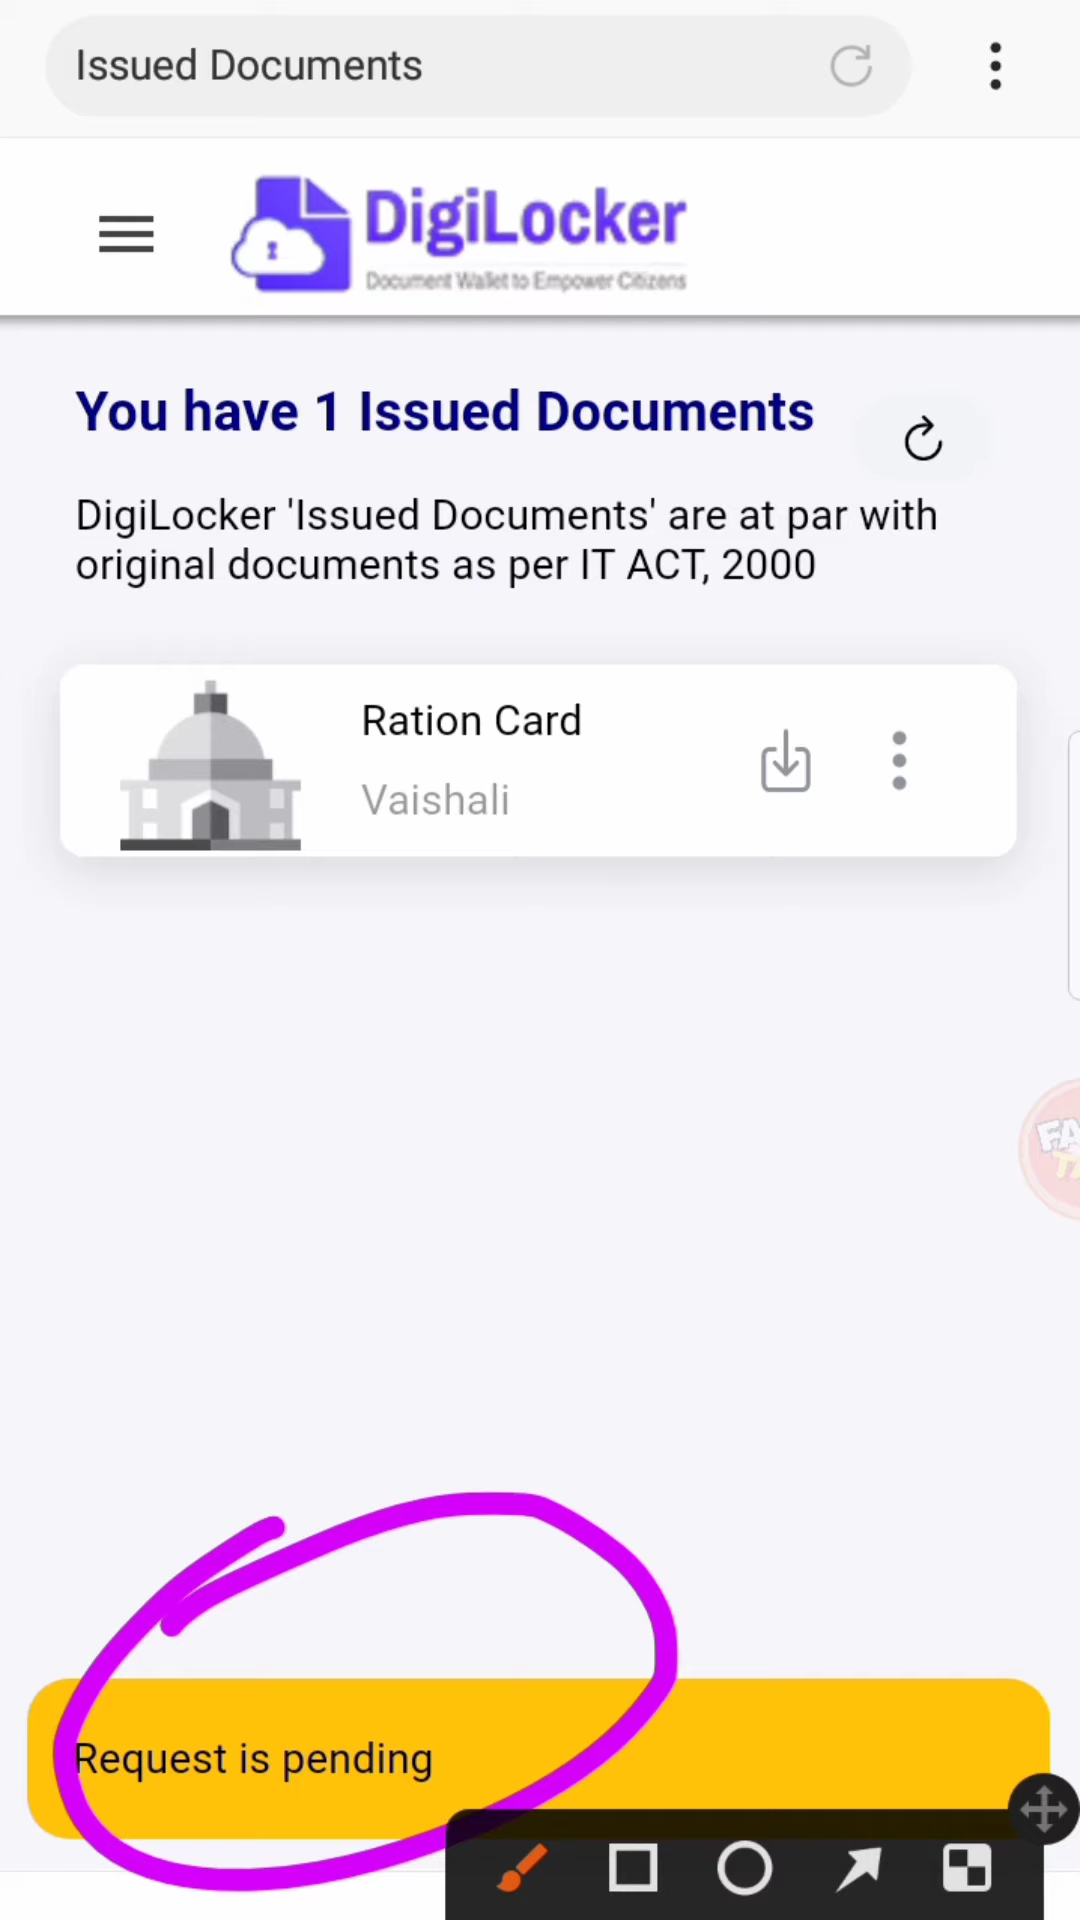 Issued Documents
DigiLocker
Document Wallet to Empower Citizens
You have 1 Issued Documents
DigiLocker 'Issued Documents' are at par with
original documents as per IT ACT, 2000
Ration Card
Vaishali
Request is pending